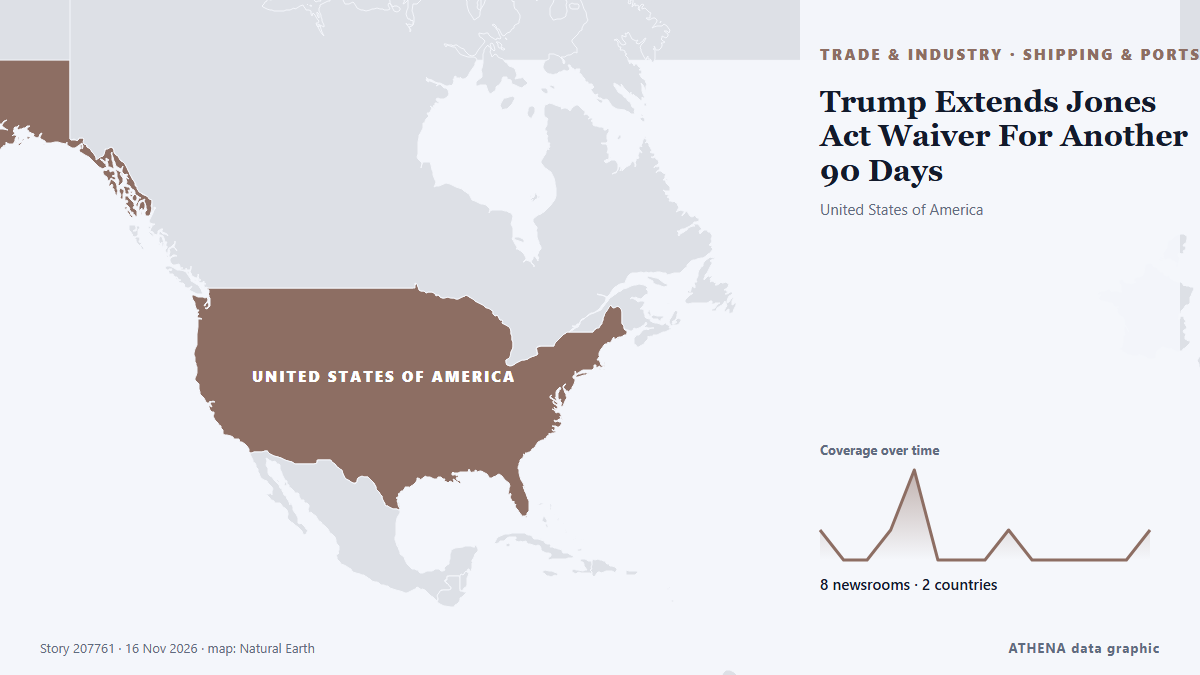 TRADE & INDUSTRY · SHIPPING & PORTS
Trump Extends Jones
Act Waiver For Another
90 Days
United States of America
UNITED STATES OF AMERICA
Coverage over time
8 newsrooms · 2 countries
Story 207761 · 16 Nov 2026 · map: Natural Earth
ATHENA data graphic